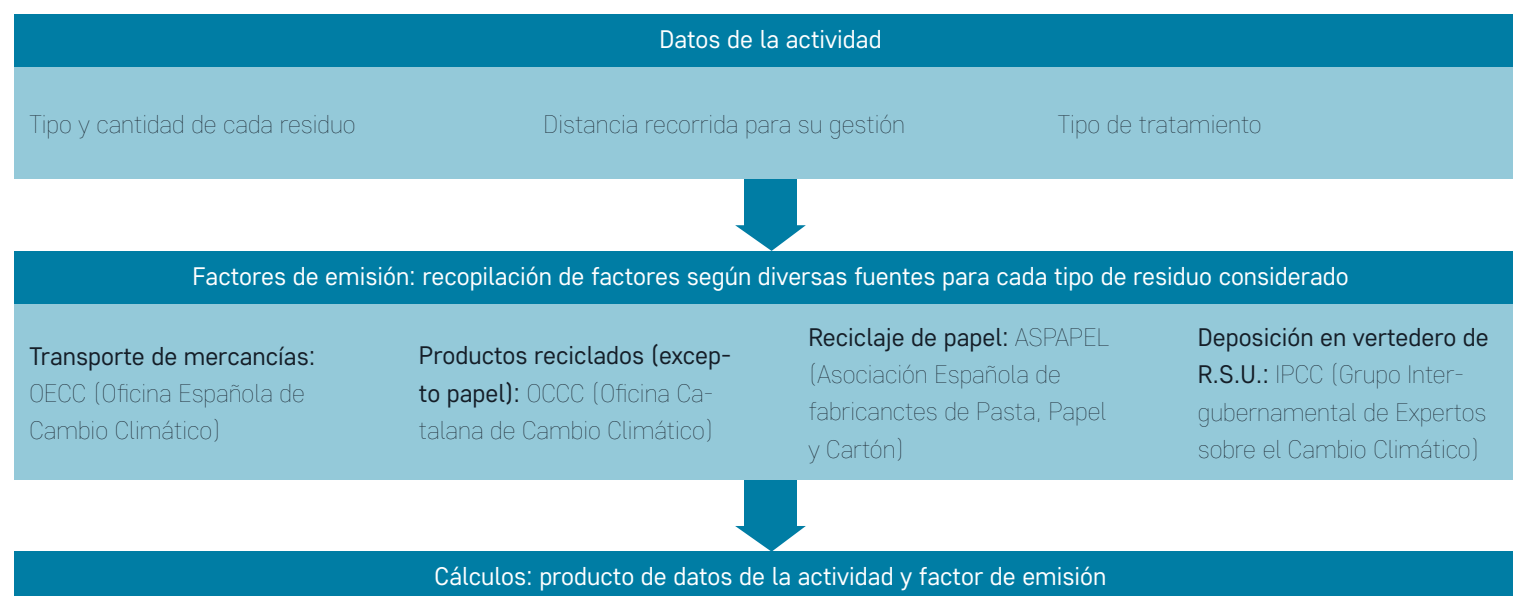 Datos de la actividad
Tipo y cantidad de cada residuo
Distancia recorrida para su gestión
Tipo de tratamiento
Factores de emisión: recopilación de factores según diversas fuentes para cada tipo de residuo considerado
Transporte de mercancías:
OECC (Oficina Española de
Cambio Climático)
Productos reciclados (excep-
to papel): OCCC (Oficina Ca-
talana de Cambio Climático)
Reciclaje de papel: ASPAPEL
(Asociación Española de
fabricanctes de Pasta, Papel
y Cartón)
Deposición en vertedero de
R.S.U.: IPCC (Grupo Inter-
gubernamental de Expertos
sobre el Cambio Climático)
Cálculos: producto de datos de la actividad y factor de emisión